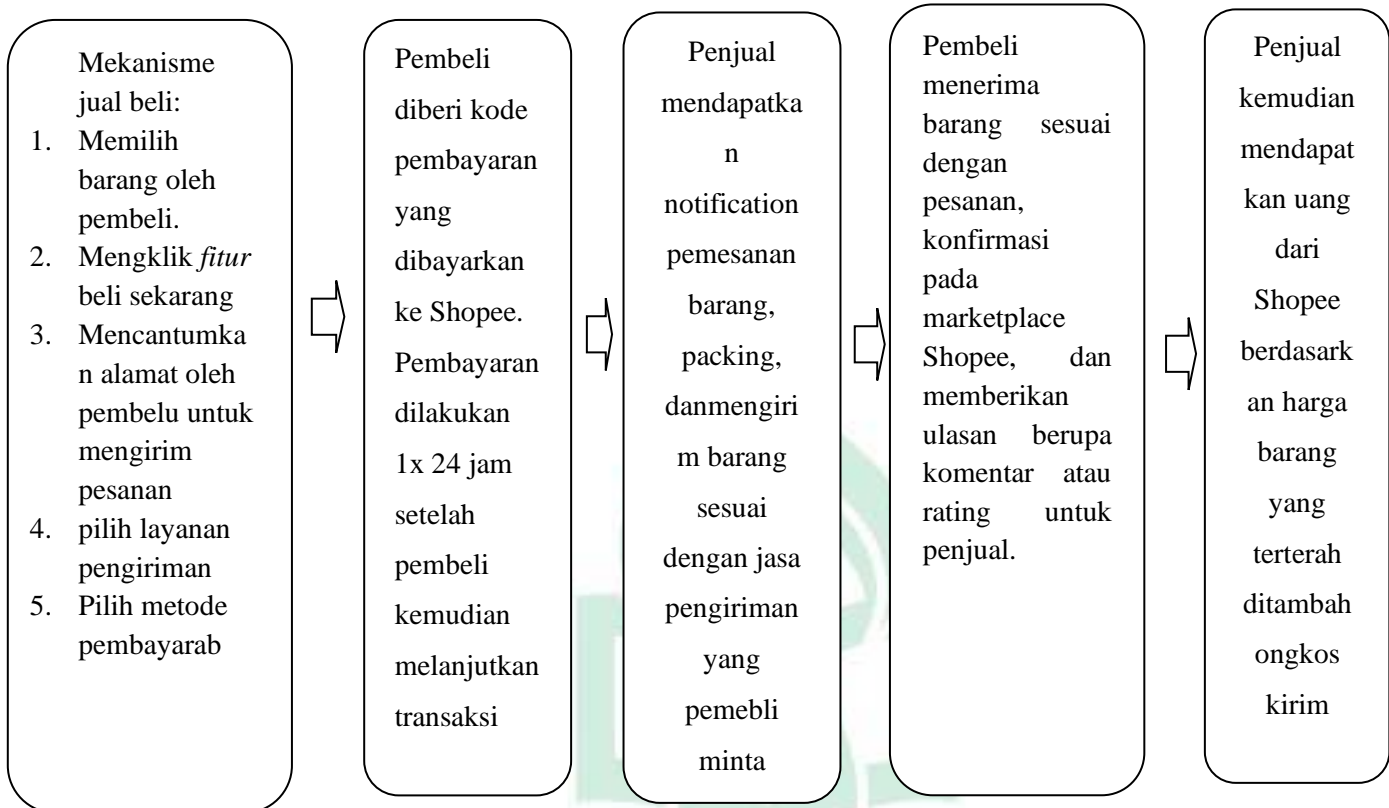 Mekanisme
jual beli:
1. Memilih
barang oleh
pembeli.
2. Mengklik fitur
beli sekarang
3. Mencantumka
n alamat oleh
pembelu untuk
mengirim
pesanan
4. pilih layanan
pengiriman
5. Pilih metode
pembayarab
Pembeli
diberi kode
pembayaran
yang
dibayarkan
ke Shopee.
Pembayaran
dilakukan
1x 24 jam
setelah
pembeli
kemudian
melanjutkan
transaksi
Penjual
mendapatka
n
notification
pemesanan
barang,
packing,
danmengiri
m barang
sesuai
dengan jasa
pengiriman
yang
pemebli
minta
Pembeli
menerima
barang sesuai
dengan
pesanan,
konfirmasi
pada
marketplace
Shopee, dan
memberikan
ulasan berupa
komentar atau
rating untuk
penjual.
Penjual
kemudian
mendapat
kan uang
dari
Shopee
berdasark
an harga
barang
yang
terterah
ditambah
ongkos
kirim